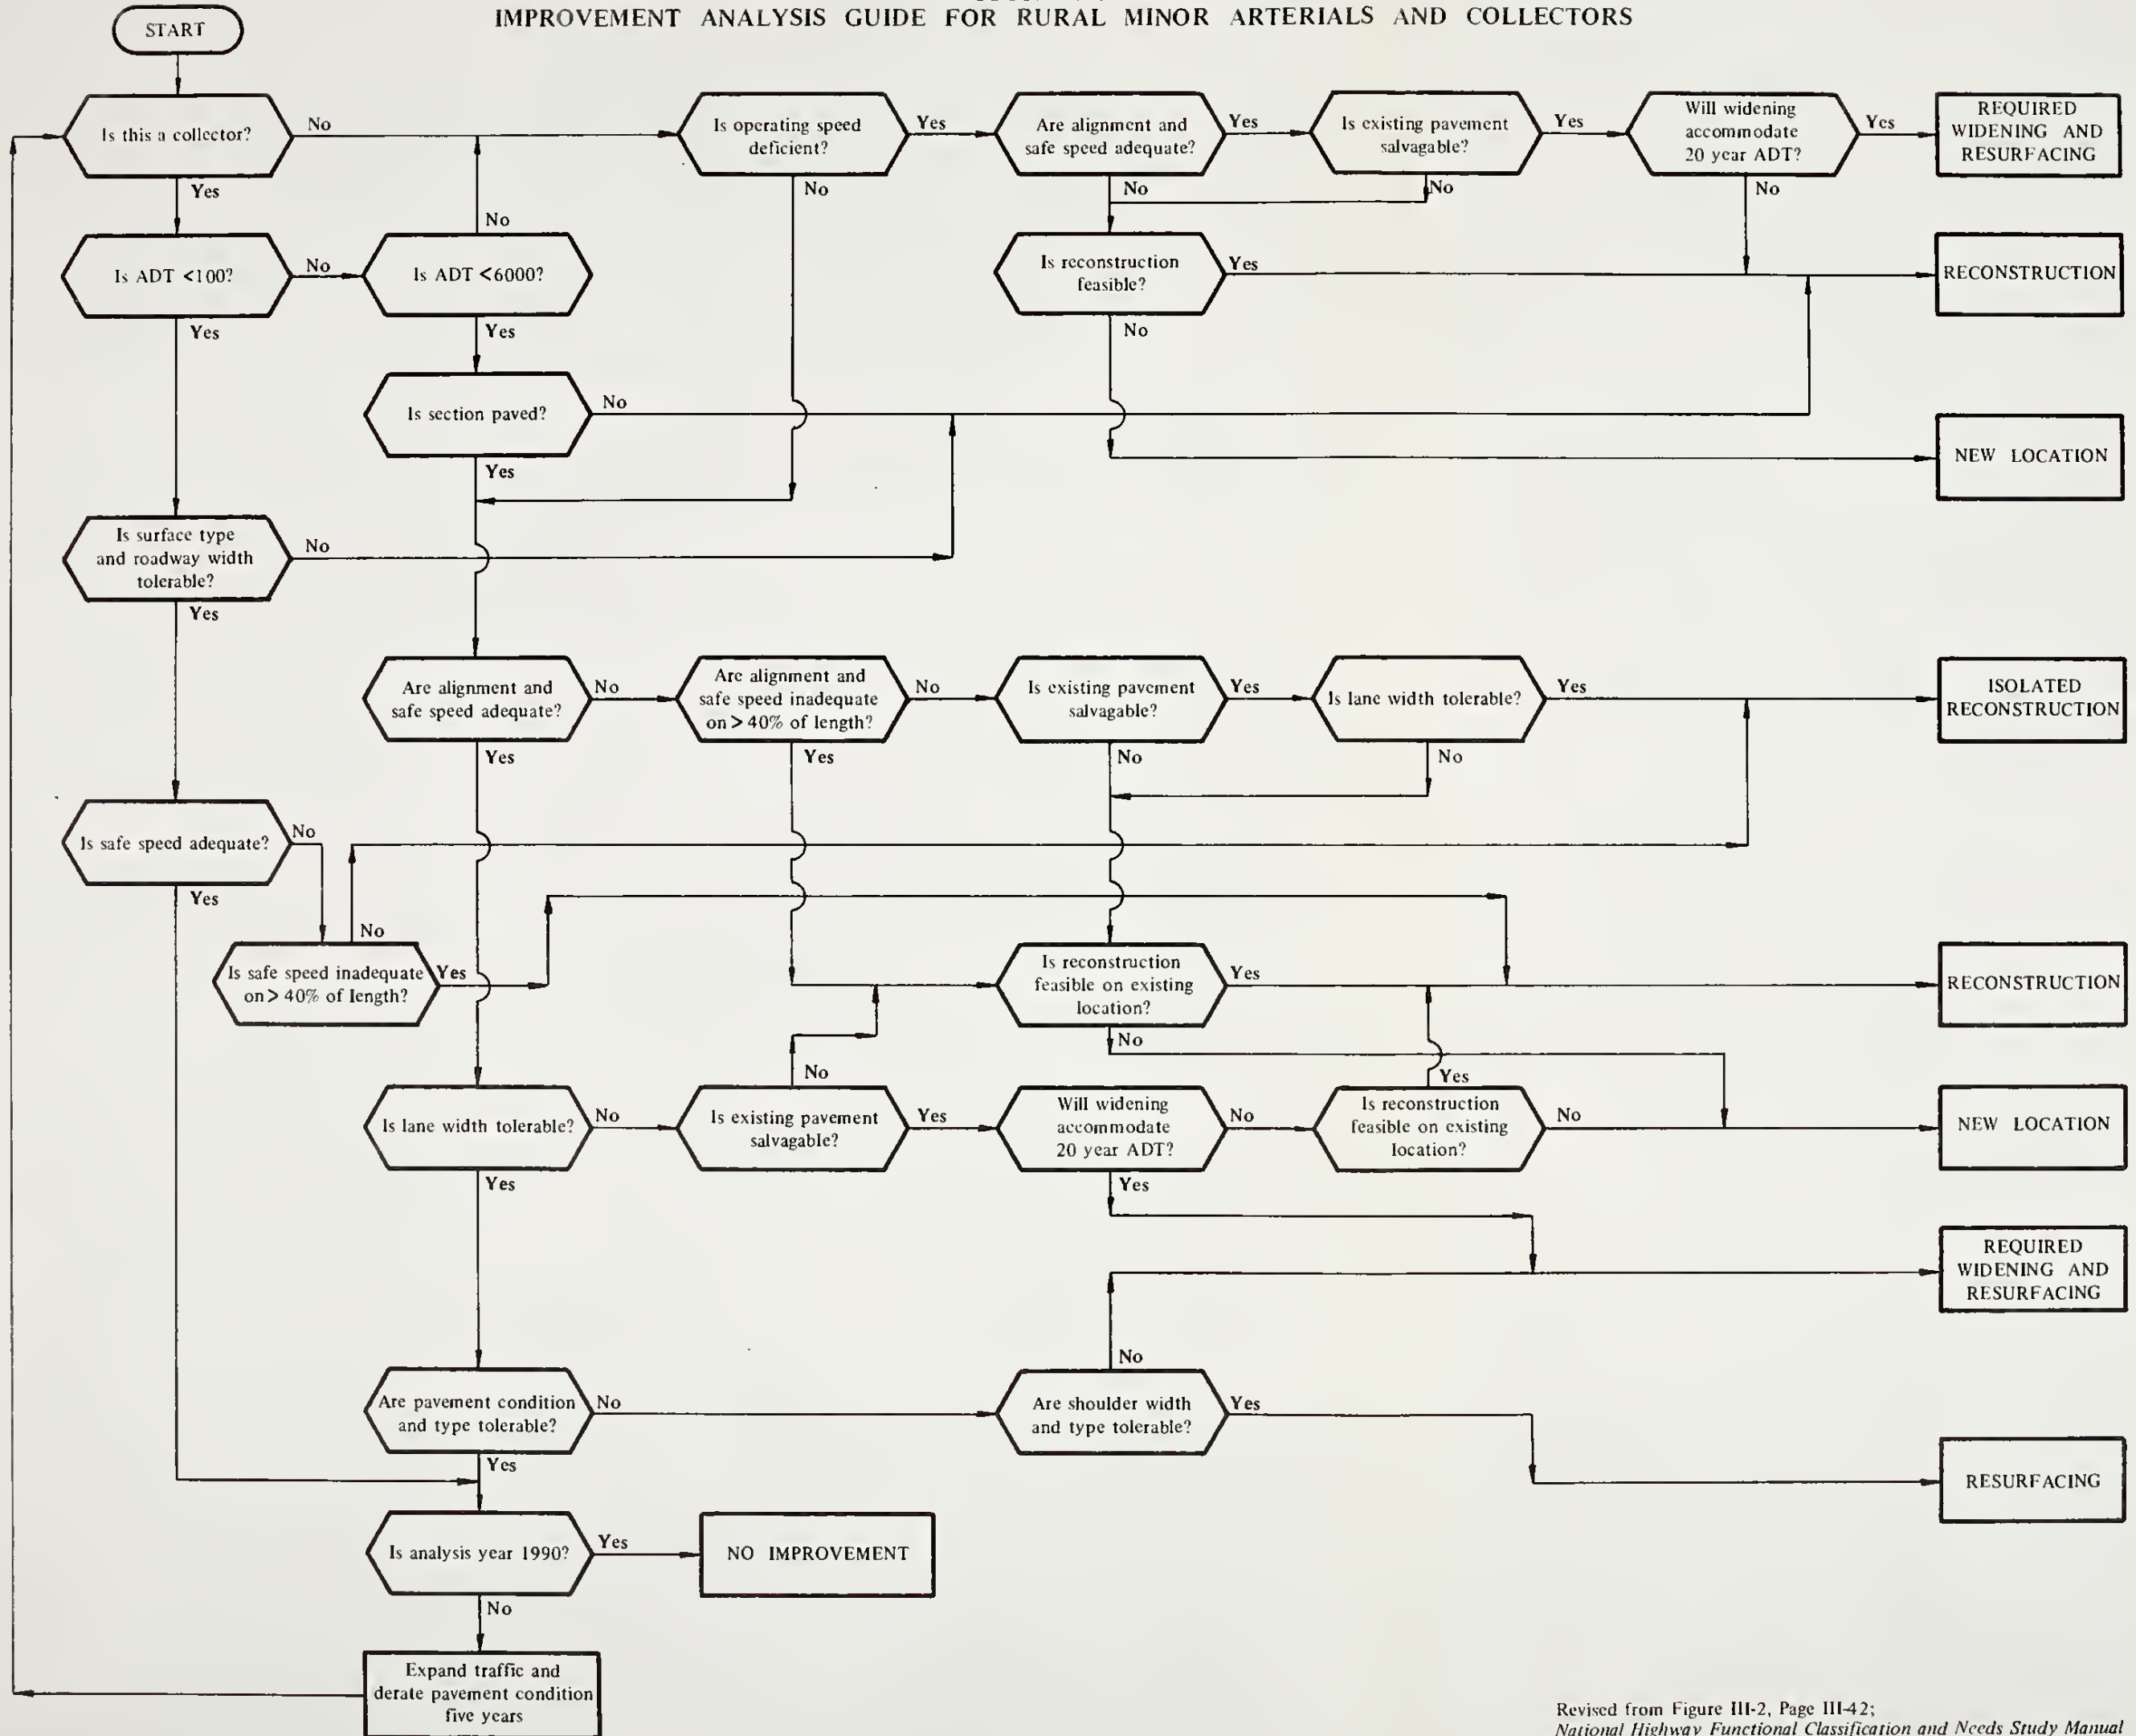 IMPROVEMENT ANALYSIS GUIDE FOR RURAL MINOR ARTERIALS AND COLLECTORS
START
Is this a collector?
No
Yes
Is operating speed
deficient?
Yes
No
Are alignment and
safe speed adequate?
Yes
No
Is existing pavement
salvagable?
Yes
No
Will widening
accommodate
20 year ADT?
Yes
No
REQUIRED
WIDENING AND
RESURFACING
Is ADT <100?
No
Yes
Is ADT <6000?
No
Yes
Is reconstruction
feasible?
Yes
No
RECONSTRUCTION
Is section paved?
No
Yes
NEW LOCATION
Is surface type
and roadway width
tolerable?
No
Yes
Are alignment and
safe speed adequate?
No
Yes
Are alignment and
safe speed inadequate
on > 40% of length?
No
Yes
Is existing pavement
salvagable?
Yes
No
Is lane width tolerable?
Yes
No
ISOLATED
RECONSTRUCTION
Is safe speed adequate?
No
Yes
Is safe speed inadequate
on > 40% of length?
No
Yes
Is reconstruction
feasible on existing
location?
Yes
No
RECONSTRUCTION
Is lane width tolerable?
No
Yes
Is existing pavement
salvagable?
No
Yes
Will widening
accommodate
20 year ADT?
No
Yes
Is reconstruction
feasible on existing
location?
Yes
No
NEW LOCATION
REQUIRED
WIDENING AND
RESURFACING
Are pavement condition
and type tolerable?
No
Yes
Are shoulder width
and type tolerable?
No
Yes
RESURFACING
Is analysis year 1990?
Yes
No
NO IMPROVEMENT
Expand traffic and
derate pavement condition
five years
Revised from Figure III-2, Page III-42;
National Highway Functional Classification and Needs Study Manual